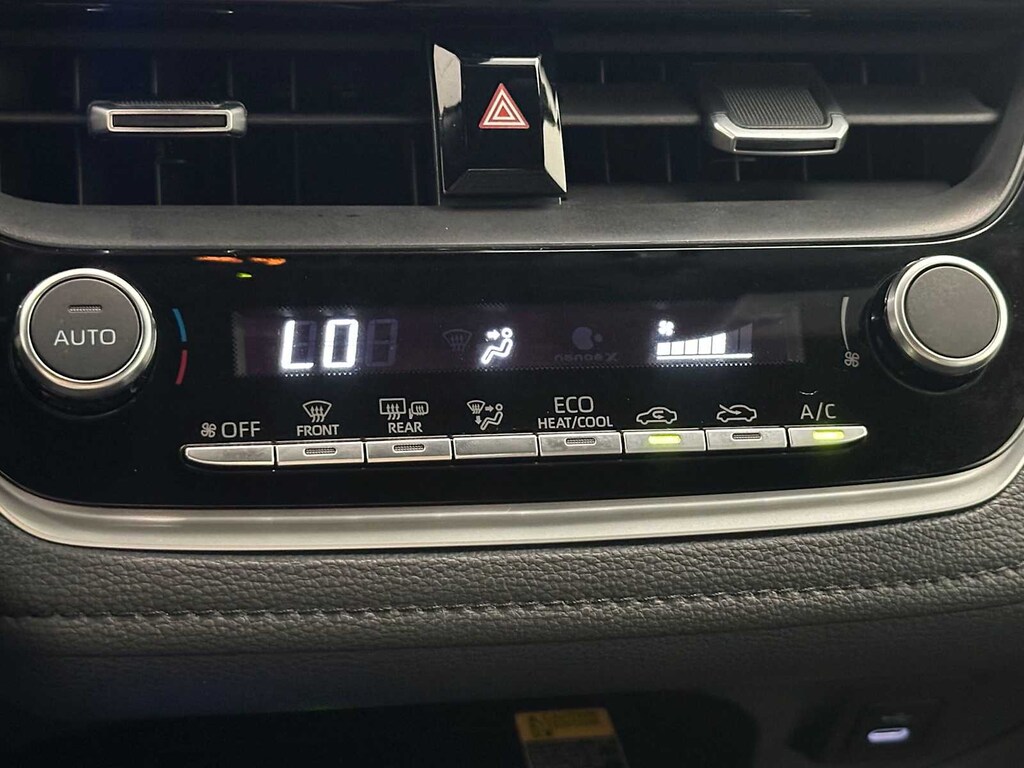 AUTO
LO
nanoe X
OFF
FRONT
REAR
ECO
HEAT/COOL
A/C